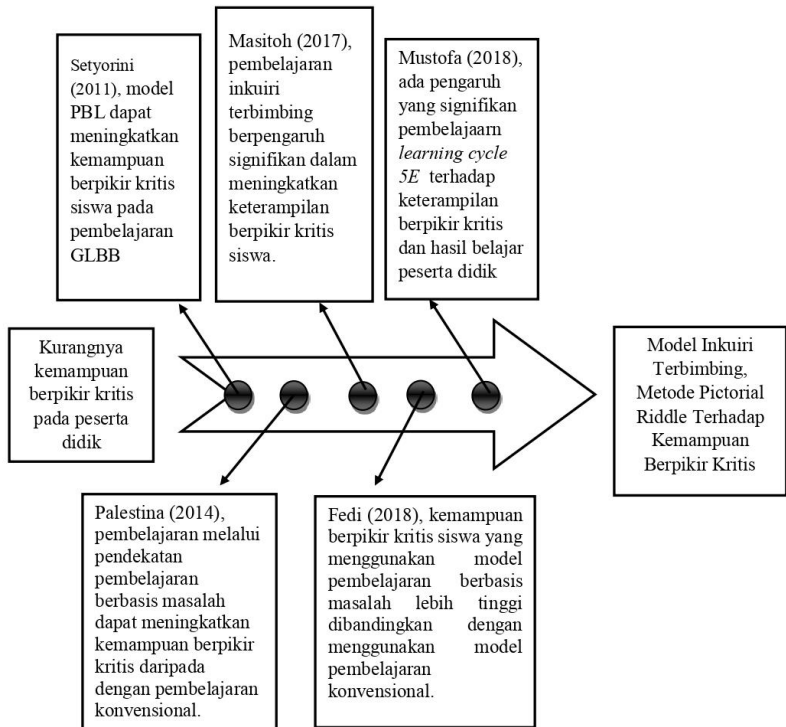 Setyorini
(2011), model
PBL dapat
meningkatkan
kemampuan
berpikir kritis
siswa pada
pembelajaran
GLBB
Masitoh (2017),
pembelajaran
inkuiri
terbimbing
berpengaruh
signifikan dalam
meningkatkan
keterampilan
berpikir kritis
siswa.
Mustofa (2018),
ada pengaruh
yang signifikan
pembelajaarn
learning cycle
5E terhadap
keterampilan
berpikir kritis
dan hasil belajar
peserta didik
Kurangnya
kemampuan
berpikir kritis
pada peserta
didik
Model Inkuiri
Terbimbing,
Metode Pictorial
Riddle Terhadap
Kemampuan
Berpikir Kritis
Palestina (2014),
pembelajaran melalui
pendekatan
pembelajaran
berbasis masalah
dapat meningkatkan
kemampuan berpikir
kritis daripada
dengan pembelajaran
konvensional.
Fedi (2018), kemampuan
berpikir kritis siswa yang
menggunakan model
pembelajaran berbasis
masalah lebih tinggi
dibandingkan dengan
menggunakan model
pembelajaran
konvensional.